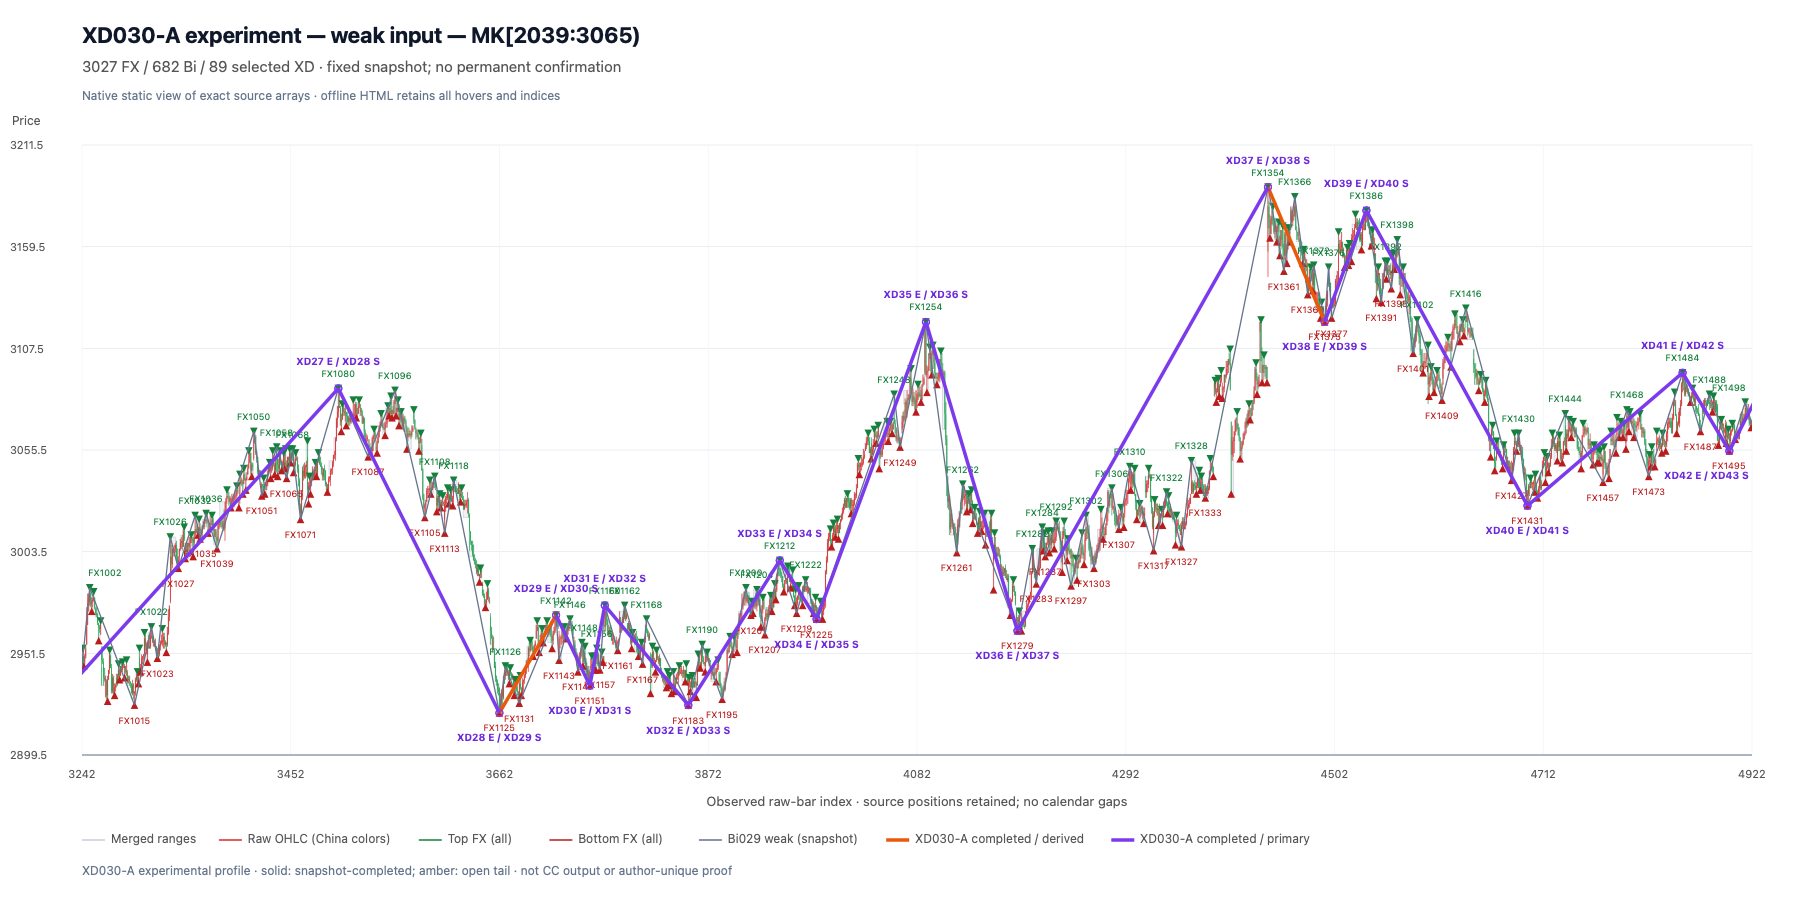 XD030-A experiment — weak input — MK[2039:3065)
3027 FX / 682 Bi / 89 selected XD · fixed snapshot; no permanent confirmation
Native static view of exact source arrays · offline HTML retains all hovers and indices
Price
3211.5
3159.5
3107.5
3055.5
3003.5
2951.5
2899.5
XD37 E / XD38 S
FX1354
FX1366
XD39 E / XD40 S
FX1386
FX1398
FX1361
FX1377
FX1391
XD38 E / XD39 S
XD35 E / XD36 S
FX1254
FX1416
FX1409
XD41 E / XD42 S
FX1484
FX1488
FX1498
XD27 E / XD28 S
FX1080
FX1096
FX1050
FX1087
FX1249
FX1310
FX1328
FX1430
FX1444
FX1468
FX1487
FX1495
XD42 E / XD43 S
FX1118
FX1051
FX1071
FX1105
FX1113
FX1262
FX1322
FX1333
FX1292
FX1302
FX1284
FX1307
FX1327
FX1457
FX1473
FX1431
XD40 E / XD41 S
FX1036
FX1026
FX1035
FX1039
FX1027
FX1002
FX1022
FX1023
FX1015
XD33 E / XD34 S
FX1212
FX1222
FX1261
FX1303
FX1283
FX1297
XD31 E / XD32 S
XD29 E / XD30 S
FX1146
FX1162
FX1168
FX1190
FX1219
FX1225
FX1207
XD34 E / XD35 S
FX1279
XD36 E / XD37 S
FX1126
FX1143
FX1161
FX1167
FX1157
FX1151
XD30 E / XD31 S
FX1131
FX1125
XD28 E / XD29 S
FX1183
FX1195
XD32 E / XD33 S
3242
3452
3662
3872
4082
4292
4502
4712
4922
Observed raw-bar index · source positions retained; no calendar gaps
Merged ranges
Raw OHLC (China colors)
Top FX (all)
Bottom FX (all)
Bi029 weak (snapshot)
XD030-A completed / derived
XD030-A completed / primary
XD030-A experimental profile · solid: snapshot-completed; amber: open tail · not CC output or author-unique proof